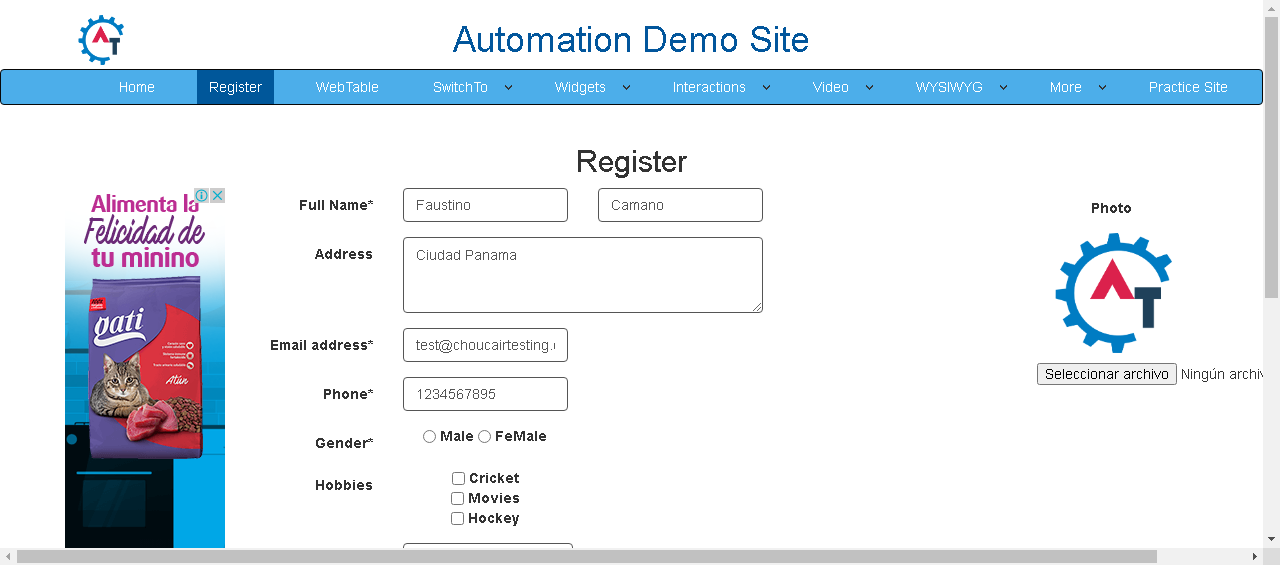 Automation Demo Site
Home Register WebTable SwitchTo Widgets Interactions Video WYSIWYG More Practice Site
Register
Alimenta la
Felicidad de
tu minino
gati
Atún
Full Name* Faustino Camano
Address Ciudad Panama
Email address* test@choucairtesting.
Phone* 1234567895
Gender* Male FeMale
Hobbies Cricket
Movies
Hockey
Photo
AT
Seleccionar archivo Ningún archiv